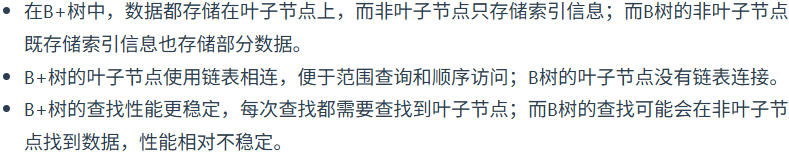 • 在B+树中，数据都存储在叶子节点上，而非叶子节点只存储索引信息；而B树的非叶子节点
既存储索引信息也存储部分数据。
• B+树的叶子节点使用链表相连，便于范围查询和顺序访问；B树的叶子节点没有链表连接。
• B+树的查找性能更稳定，每次查找都需要查找到叶子节点；而B树的查找可能会在非叶子节
点找到数据，性能相对不稳定。